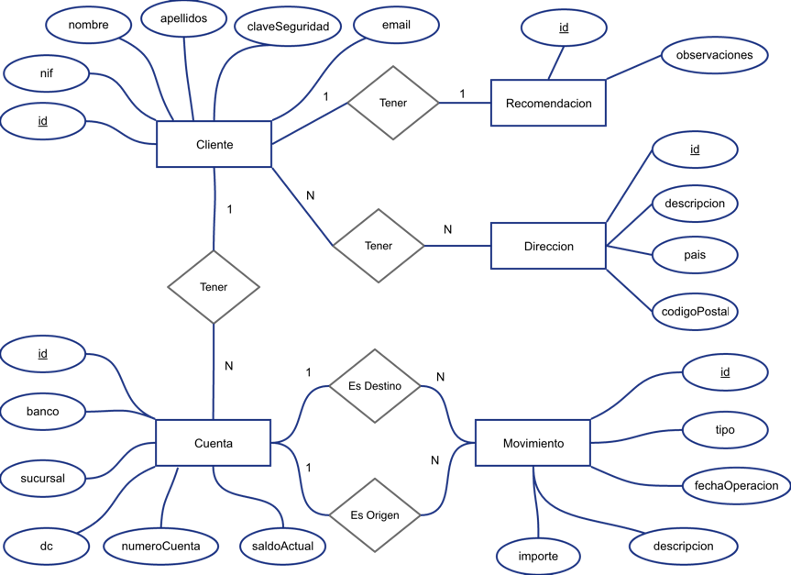 nombre
apellidos
claveSeguridad
email
id
observaciones
nif
id
1
Tener
1
Recomendacion
Cliente
id
N
descripcion
1
Tener
N
Direccion
pais
Tener
codigoPostal
id
N
1
Es Destino
N
id
banco
Cuenta
Movimiento
tipo
sucursal
1
Es Origen
N
fechaOperacion
dc
numeroCuenta
saldoActual
importe
descripcion